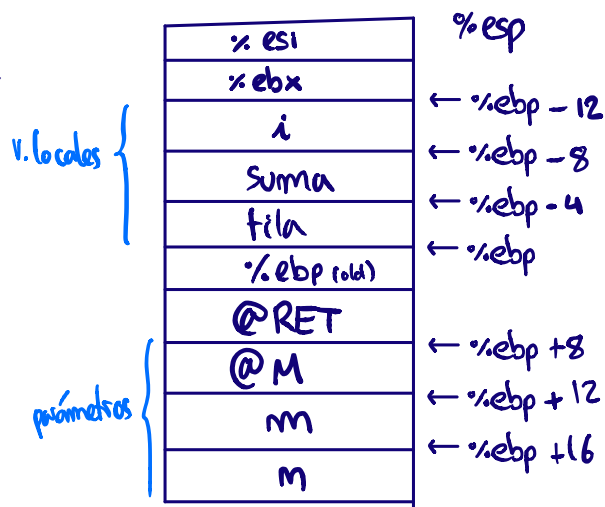 % esi
%esp
% ebx
← %ebp - 12
v. locales
i
← %ebp - 8
suma
← %ebp - 4
fila
← %ebp
%ebp (old)
@RET
← %ebp +8
@M
← %ebp + 12
parámetros
m
← %ebp +16
n